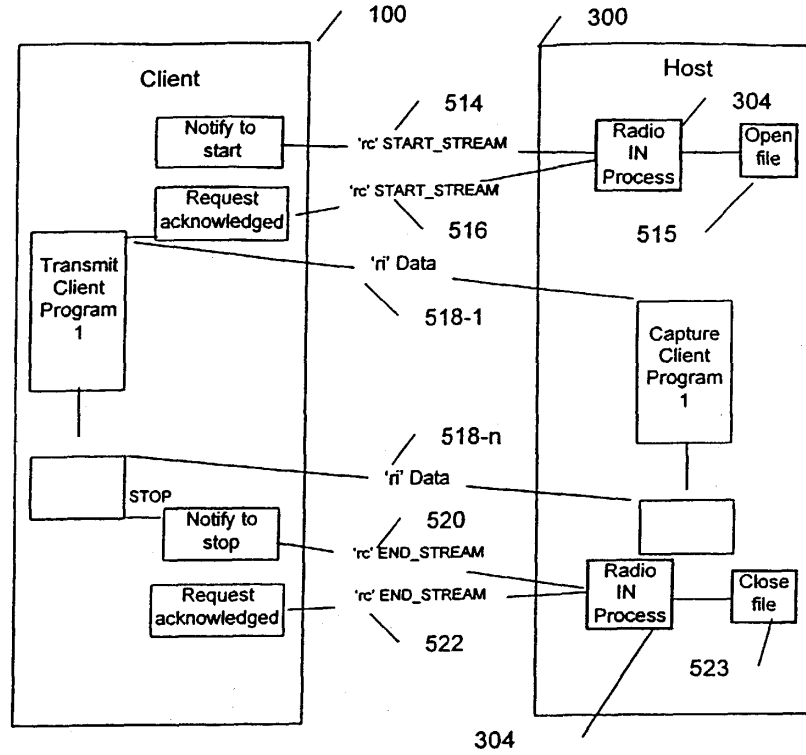 100
300
Client
Host
514
304
Notify to
start
'rc' START_STREAM
Radio
IN
Process
Open
file
Request
acknowledged
'rc' START_STREAM
516
515
Transmit
Client
Program
1
'ri' Data
518-1
Capture
Client
Program
1
518-n
'ri' Data
STOP
520
Notify to
stop
'rc' END_STREAM
Request
acknowledged
'rc' END_STREAM
Radio
IN
Process
Close
file
522
523
304